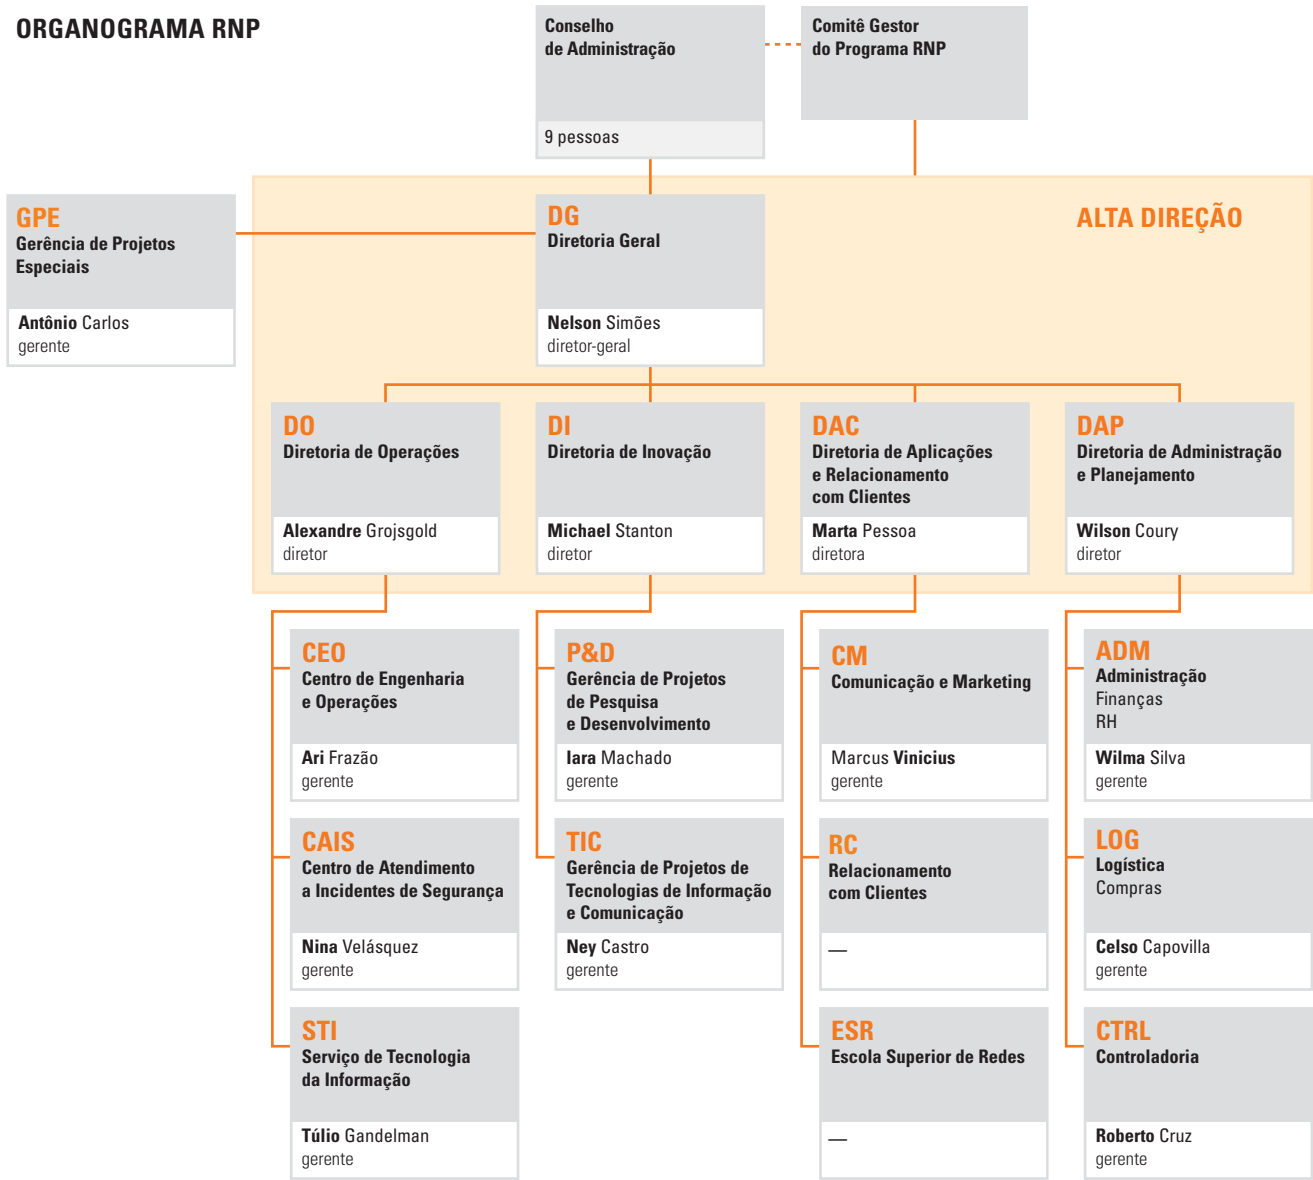 ORGANOGRAMA RNP
Conselho
de Administração
9 pessoas
Comitê Gestor
do Programa RNP
ALTA DIREÇÃO
GPE
Gerência de Projetos
Especiais
Antônio Carlos
gerente
DG
Diretoria Geral
Nelson Simões
diretor-geral
DO
Diretoria de Operações
Alexandre Grojsgold
diretor
DI
Diretoria de Inovação
Michael Stanton
diretor
DAC
Diretoria de Aplicações
e Relacionamento
com Clientes
Marta Pessoa
diretora
DAP
Diretoria de Administração
e Planejamento
Wilson Coury
diretor
CEO
Centro de Engenharia
e Operações
Ari Frazão
gerente
P&D
Gerência de Projetos
de Pesquisa
e Desenvolvimento
Iara Machado
gerente
CM
Comunicação e Marketing
Marcus Vinicius
gerente
ADM
Administração
Finanças
RH
Wilma Silva
gerente
CAIS
Centro de Atendimento
a Incidentes de Segurança
Nina Velásquez
gerente
TIC
Gerência de Projetos de
Tecnologias de Informação
e Comunicação
Ney Castro
gerente
RC
Relacionamento
com Clientes
—
LOG
Logística
Compras
Celso Capovilla
gerente
STI
Serviço de Tecnologia
da Informação
Túlio Gandelman
gerente
ESR
Escola Superior de Redes
—
CTRL
Controladoria
Roberto Cruz
gerente